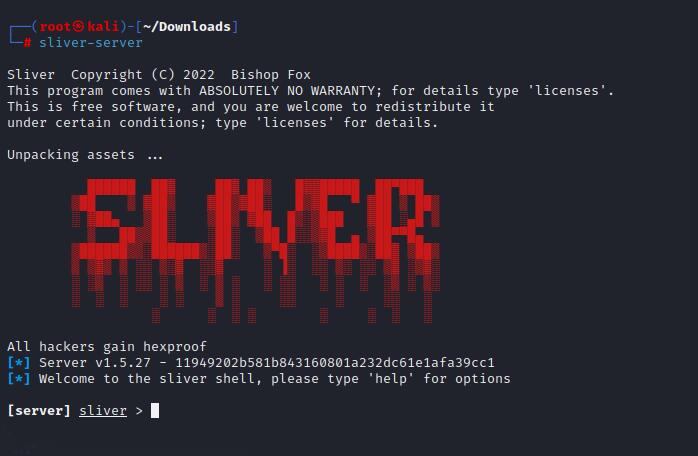 ┌──(root㉿kali)-[~/Downloads]
└─# sliver-server
Sliver  Copyright (C) 2022  Bishop Fox
This program comes with ABSOLUTELY NO WARRANTY; for details type 'licenses'.
This is free software, and you are welcome to redistribute it
under certain conditions; type 'licenses' for details.
Unpacking assets ...
SLIVER
All hackers gain hexproof
[*] Server v1.5.27 - 11949202b581b843160801a232dc61e1afa39cc1
[*] Welcome to the sliver shell, please type 'help' for options
[server] sliver >